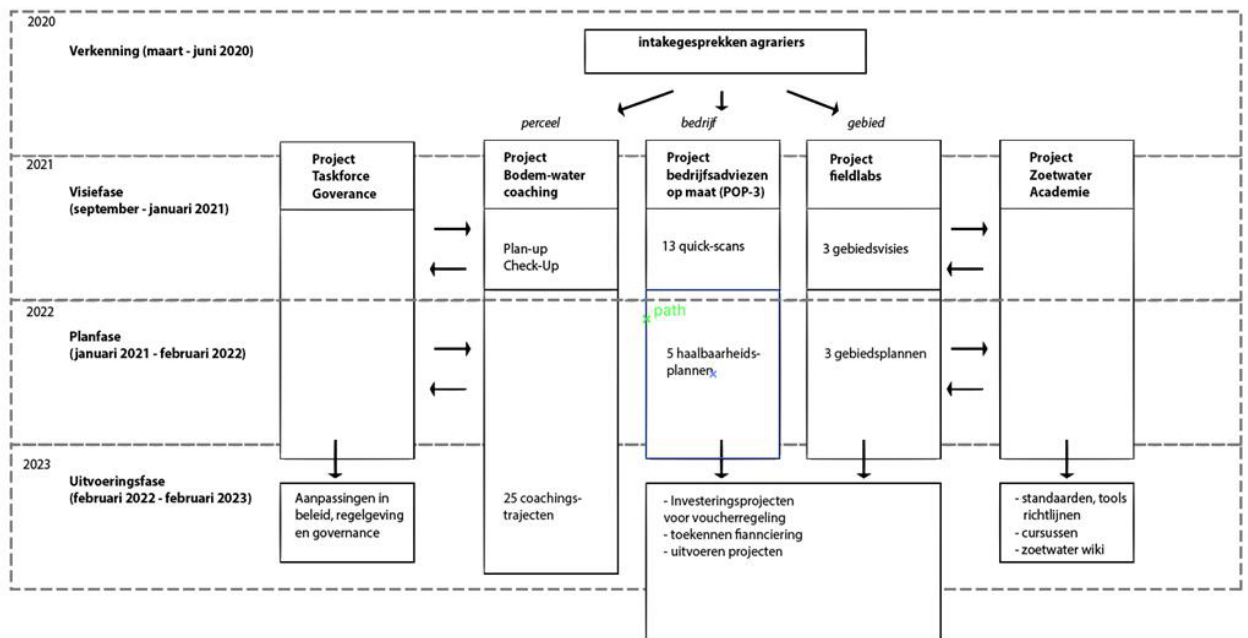 2020
Verkenning (maart - juni 2020)
intakegesprekken agrariers
perceel
bedrijf
gebied
2021
Visiefase
(september - januari 2021)
Project
Taskforce
Goverance
Project
Bodem-water
coaching
Project
bedrijfsadviezen
op maat (POP-3)
Project
fieldlabs
Project
Zoetwater
Academie
Plan-up
Check-Up
13 quick-scans
3 gebiedsvisies
2022
Planfase
(januari 2021 - februari 2022)
path
5 haalbaarheids-
plannen
3 gebiedsplannen
2023
Uitvoeringsfase
(februari 2022 - februari 2023)
Aanpassingen in
beleid, regelgeving
en governance
25 coachings-
trajecten
- Investeringsprojecten
voor voucherregeling
- toekennen fiannciering
- uitvoeren projecten
- standaarden, tools
richtlijnen
- cursussen
- zoetwater wiki